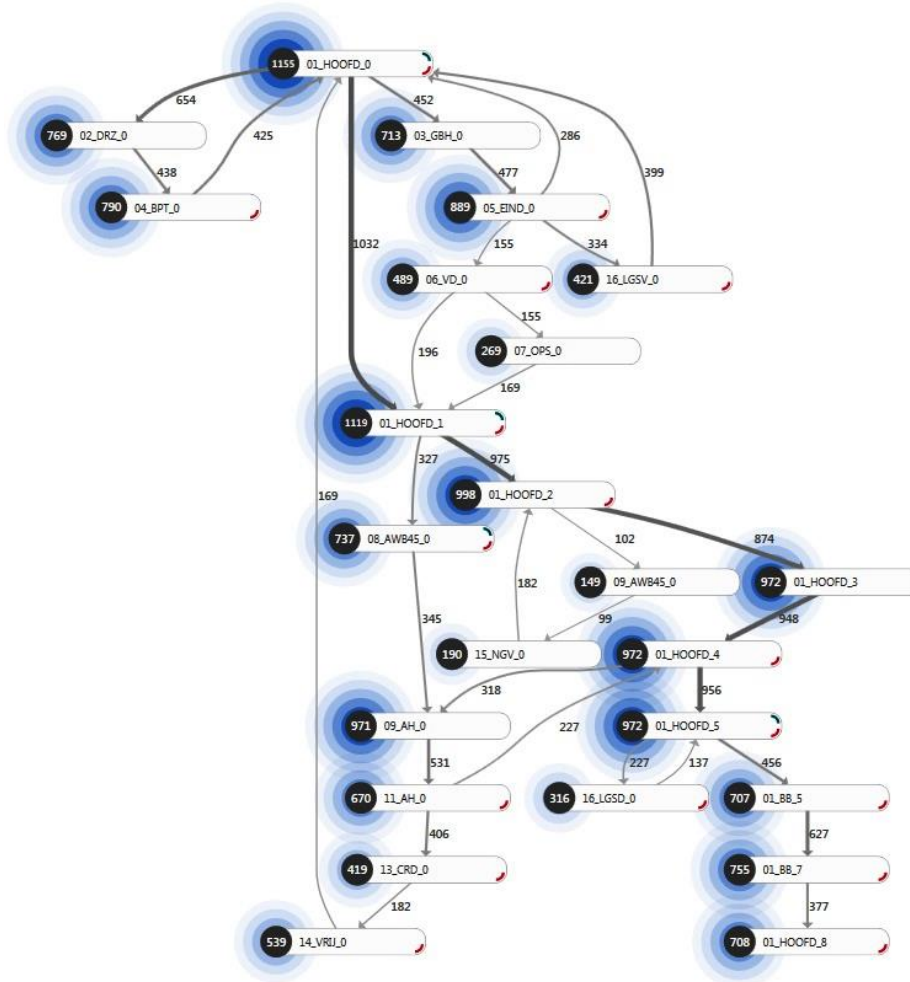 1155 01_HOOFD_0
654
452
769 02_DRZ_0
425
713 03_GBH_0
286
399
438
477
790 04_BPT_0
889 05_EIND_0
1032
155
334
489 06_VD_0
421 16_LGSV_0
155
196
269 07_OPS_0
169
1119 01_HOOFD_1
327
975
169
998 01_HOOFD_2
737 08_AWB45_0
102
874
182
149 09_AWB45_0
972 01_HOOFD_3
345
99
948
190 15_NGV_0
972 01_HOOFD_4
318
956
971 09_AH_0
227
972 01_HOOFD_5
531
227
137
456
670 11_AH_0
316 16_LGSD_0
707 01_BB_5
406
627
419 13_CRD_0
755 01_BB_7
182
377
539 14_VRIJ_0
708 01_HOOFD_8